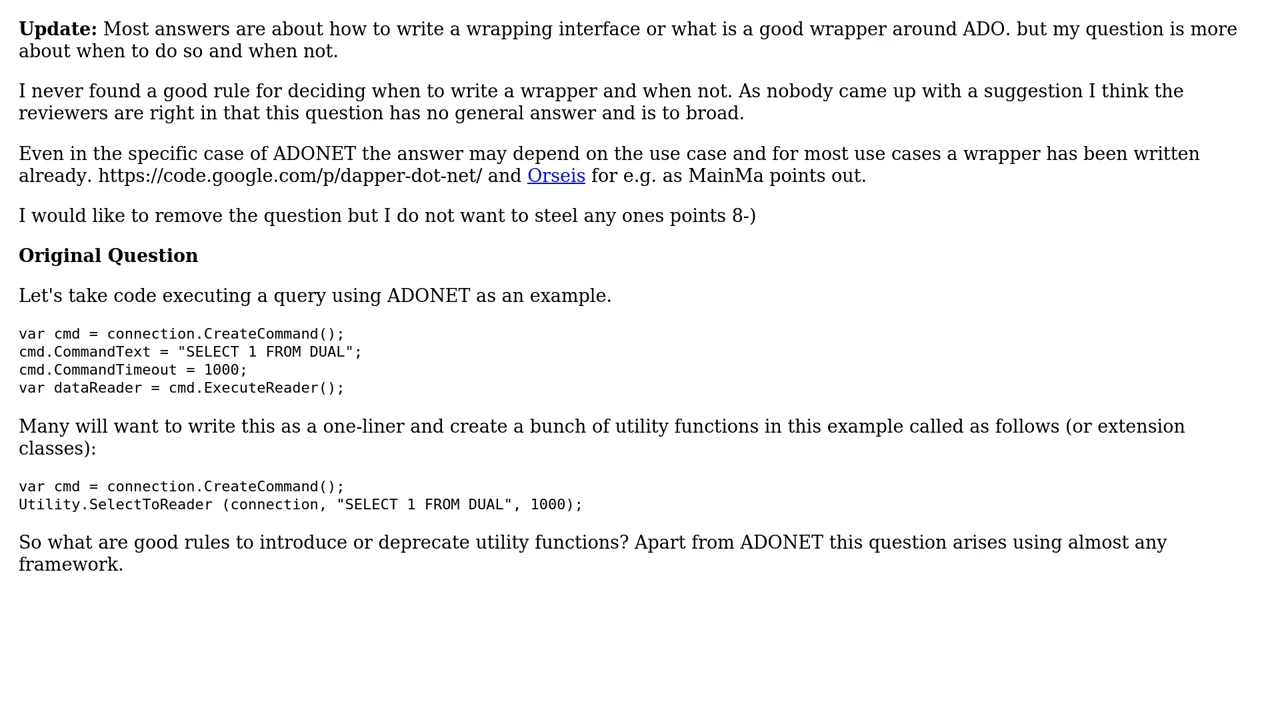 Update: Most answers are about how to write a wrapping interface or what is a good wrapper around ADO. but my question is more
about when to do so and when not.
I never found a good rule for deciding when to write a wrapper and when not. As nobody came up with a suggestion I think the
reviewers are right in that this question has no general answer and is to broad.
Even in the specific case of ADONET the answer may depend on the use case and for most use cases a wrapper has been written
already. https://code.google.com/p/dapper-dot-net/ and Orseis for e.g. as MainMa points out.
I would like to remove the question but I do not want to steel any ones points 8-)
Original Question
Let's take code executing a query using ADONET as an example.
var cmd = connection.CreateCommand();
cmd.CommandText = "SELECT 1 FROM DUAL";
cmd.CommandTimeout = 1000;
var dataReader = cmd.ExecuteReader();
Many will want to write this as a one-liner and create a bunch of utility functions in this example called as follows (or extension
classes):
var cmd = connection.CreateCommand();
Utility.SelectToReader (connection, "SELECT 1 FROM DUAL", 1000);
So what are good rules to introduce or deprecate utility functions? Apart from ADONET this question arises using almost any
framework.